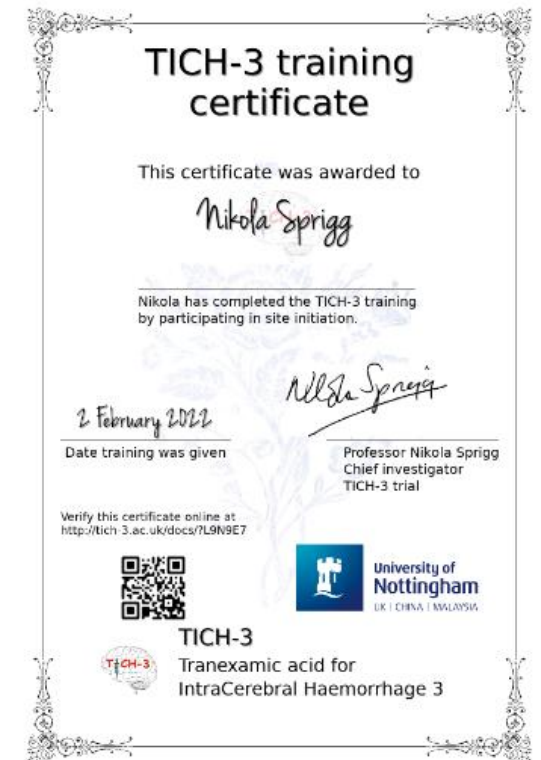 TICH-3 training
certificate
This certificate was awarded to
Nikola Sprigg
Nikola has completed the TICH-3 training
by participating in site initiation.
2 February 2022
Nikola Sprigg
Date training was given
Professor Nikola Sprigg
Chief investigator
TICH-3 trial
Verify this certificate online at
http://tich-3.ac.uk/docs/?L9N9E7
University of
Nottingham
UK | CHINA | MALAYSIA
TICH-3
TICH-3
Tranexamic acid for
IntraCerebral Haemorrhage 3